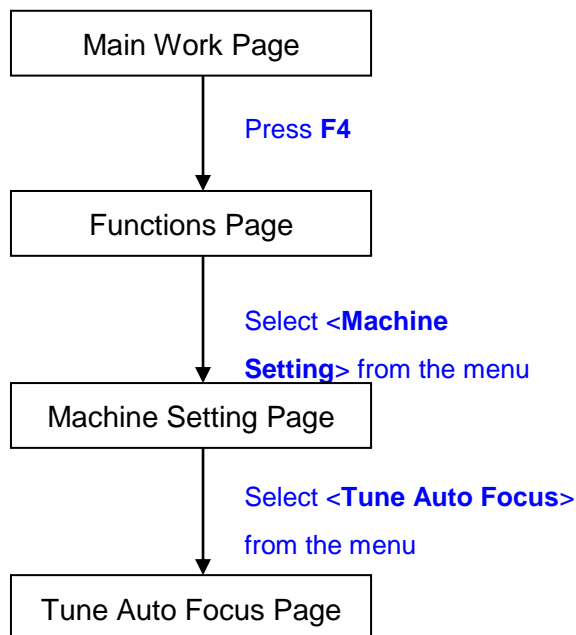 Main Work Page
Press F4
Functions Page
Select <Machine
Setting> from the menu
Machine Setting Page
Select <Tune Auto Focus>
from the menu
Tune Auto Focus Page